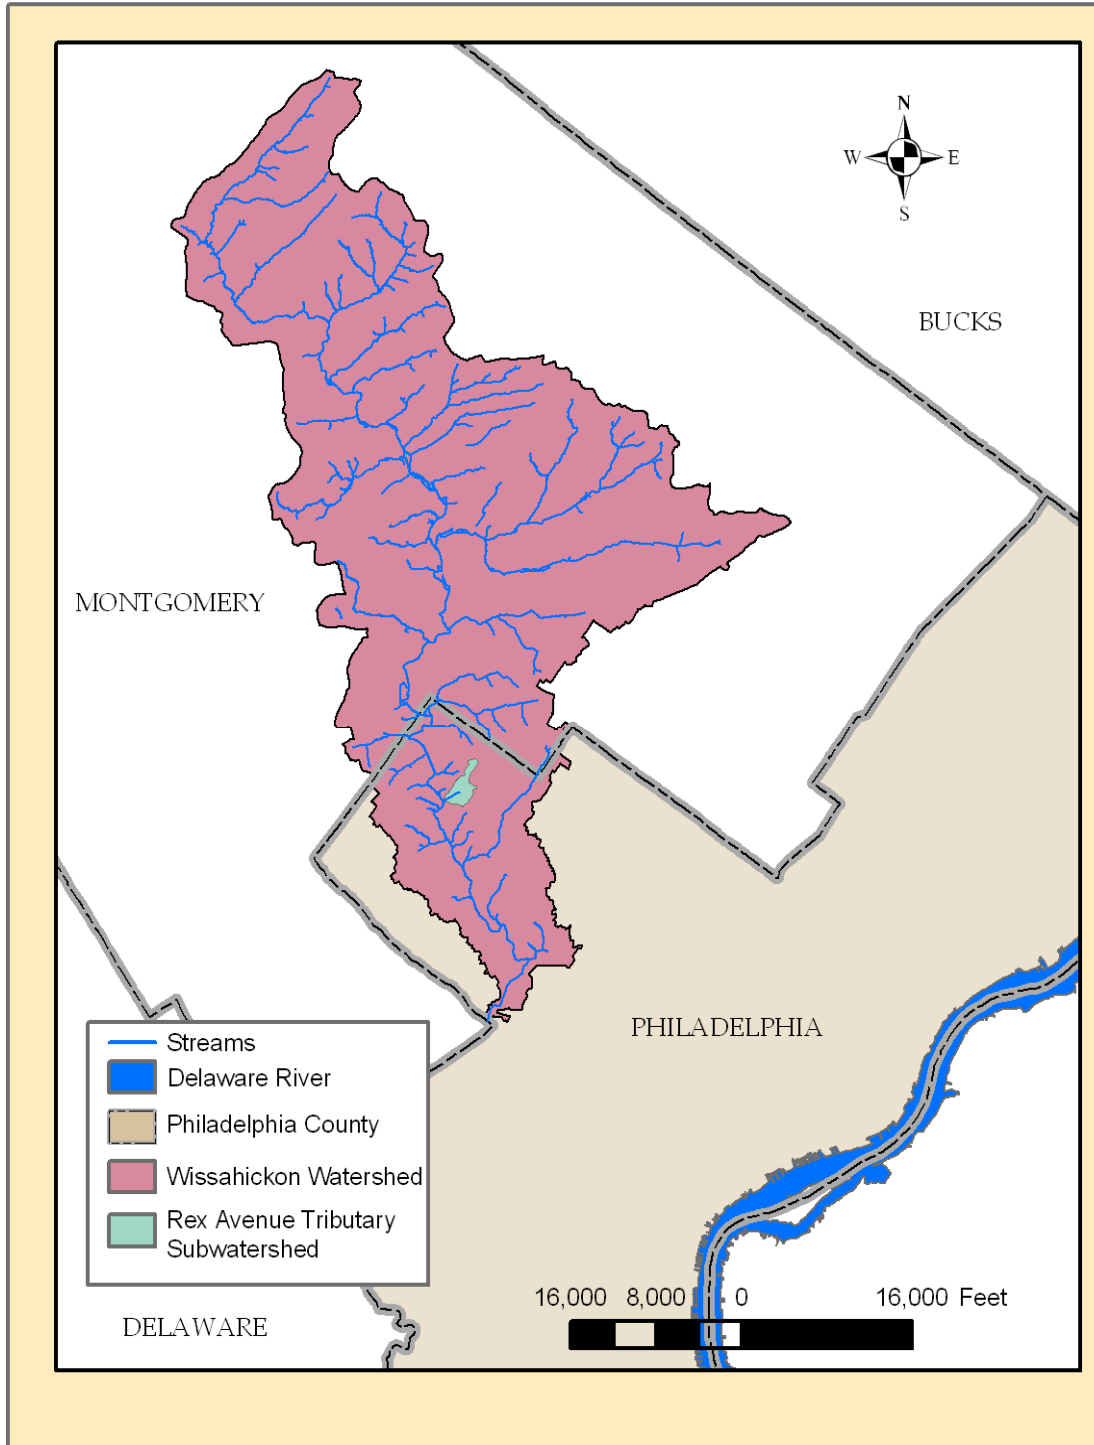 N
W E
S
BUCKS
MONTGOMERY
PHILADELPHIA
Streams
Delaware River
Philadelphia County
Wissahickon Watershed
Rex Avenue Tributary
Subwatershed
16,000 8,000 0 16,000 Feet
DELAWARE